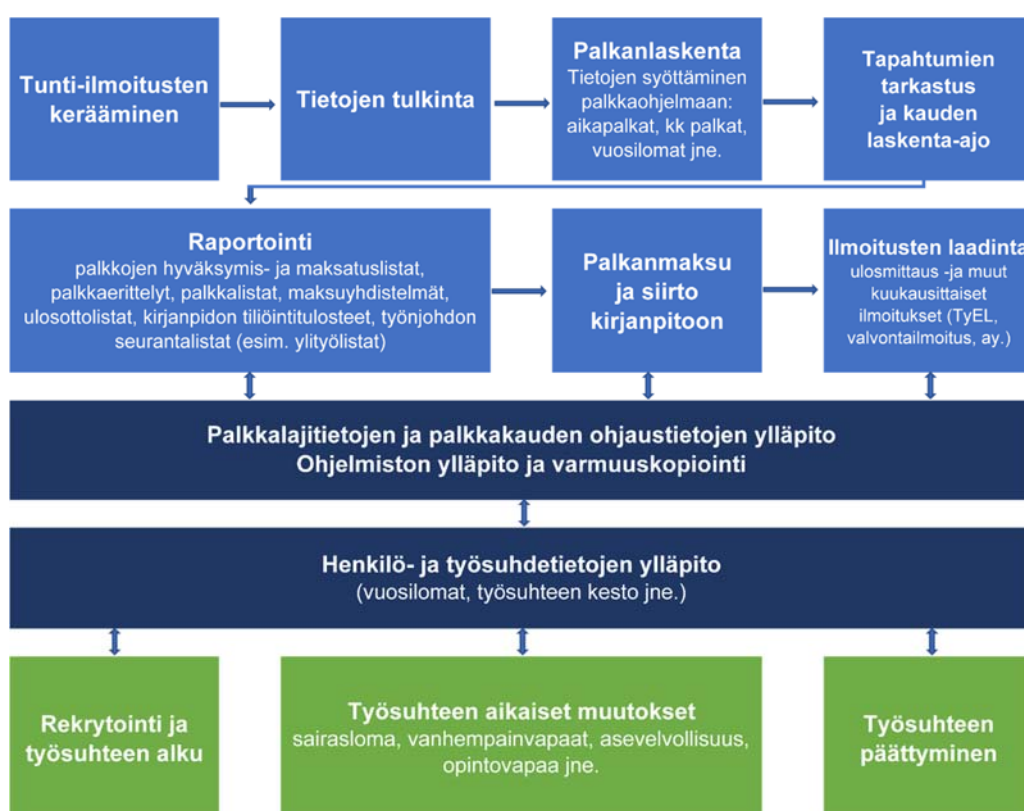 Tunti-ilmoitusten
kerääminen
Tietojen tulkinta
Palkanlaskenta
Tietojen syöttäminen
palkkaohjelmaan:
aikapalkat, kk palkat,
vuosilomat jne.
Tapahtumien
tarkastus
ja kauden
laskenta-ajo
Raportointi
palkkojen hyväksymis- ja maksatuslistat,
palkkaerittelyt, palkkalistat, maksuyhdistelmät,
ulosottolistat, kirjanpidon tiliöintitulosteet, työnjohdon
seurantalistat (esim. ylityölistat)
Palkanmaksu
ja siirto
kirjanpitoon
Ilmoitusten laadinta
ulosmittaus -ja muut
kuukausittaiset
ilmoitukset (TyEL,
valvontailmoitus, ay.)
Palkkalajitietojen ja palkkakauden ohjaustietojen ylläpito
Ohjelmiston ylläpito ja varmuuskopiointi
Henkilö- ja työsuhdetietojen ylläpito
(vuosilomat, työsuhteen kesto jne.)
Rekrytointi ja
työsuhteen alku
Työsuhteen aikaiset muutokset
sairasloma, vanhempainvapaat, asevelvollisuus,
opintovapaa jne.
Työsuhteen
päättyminen